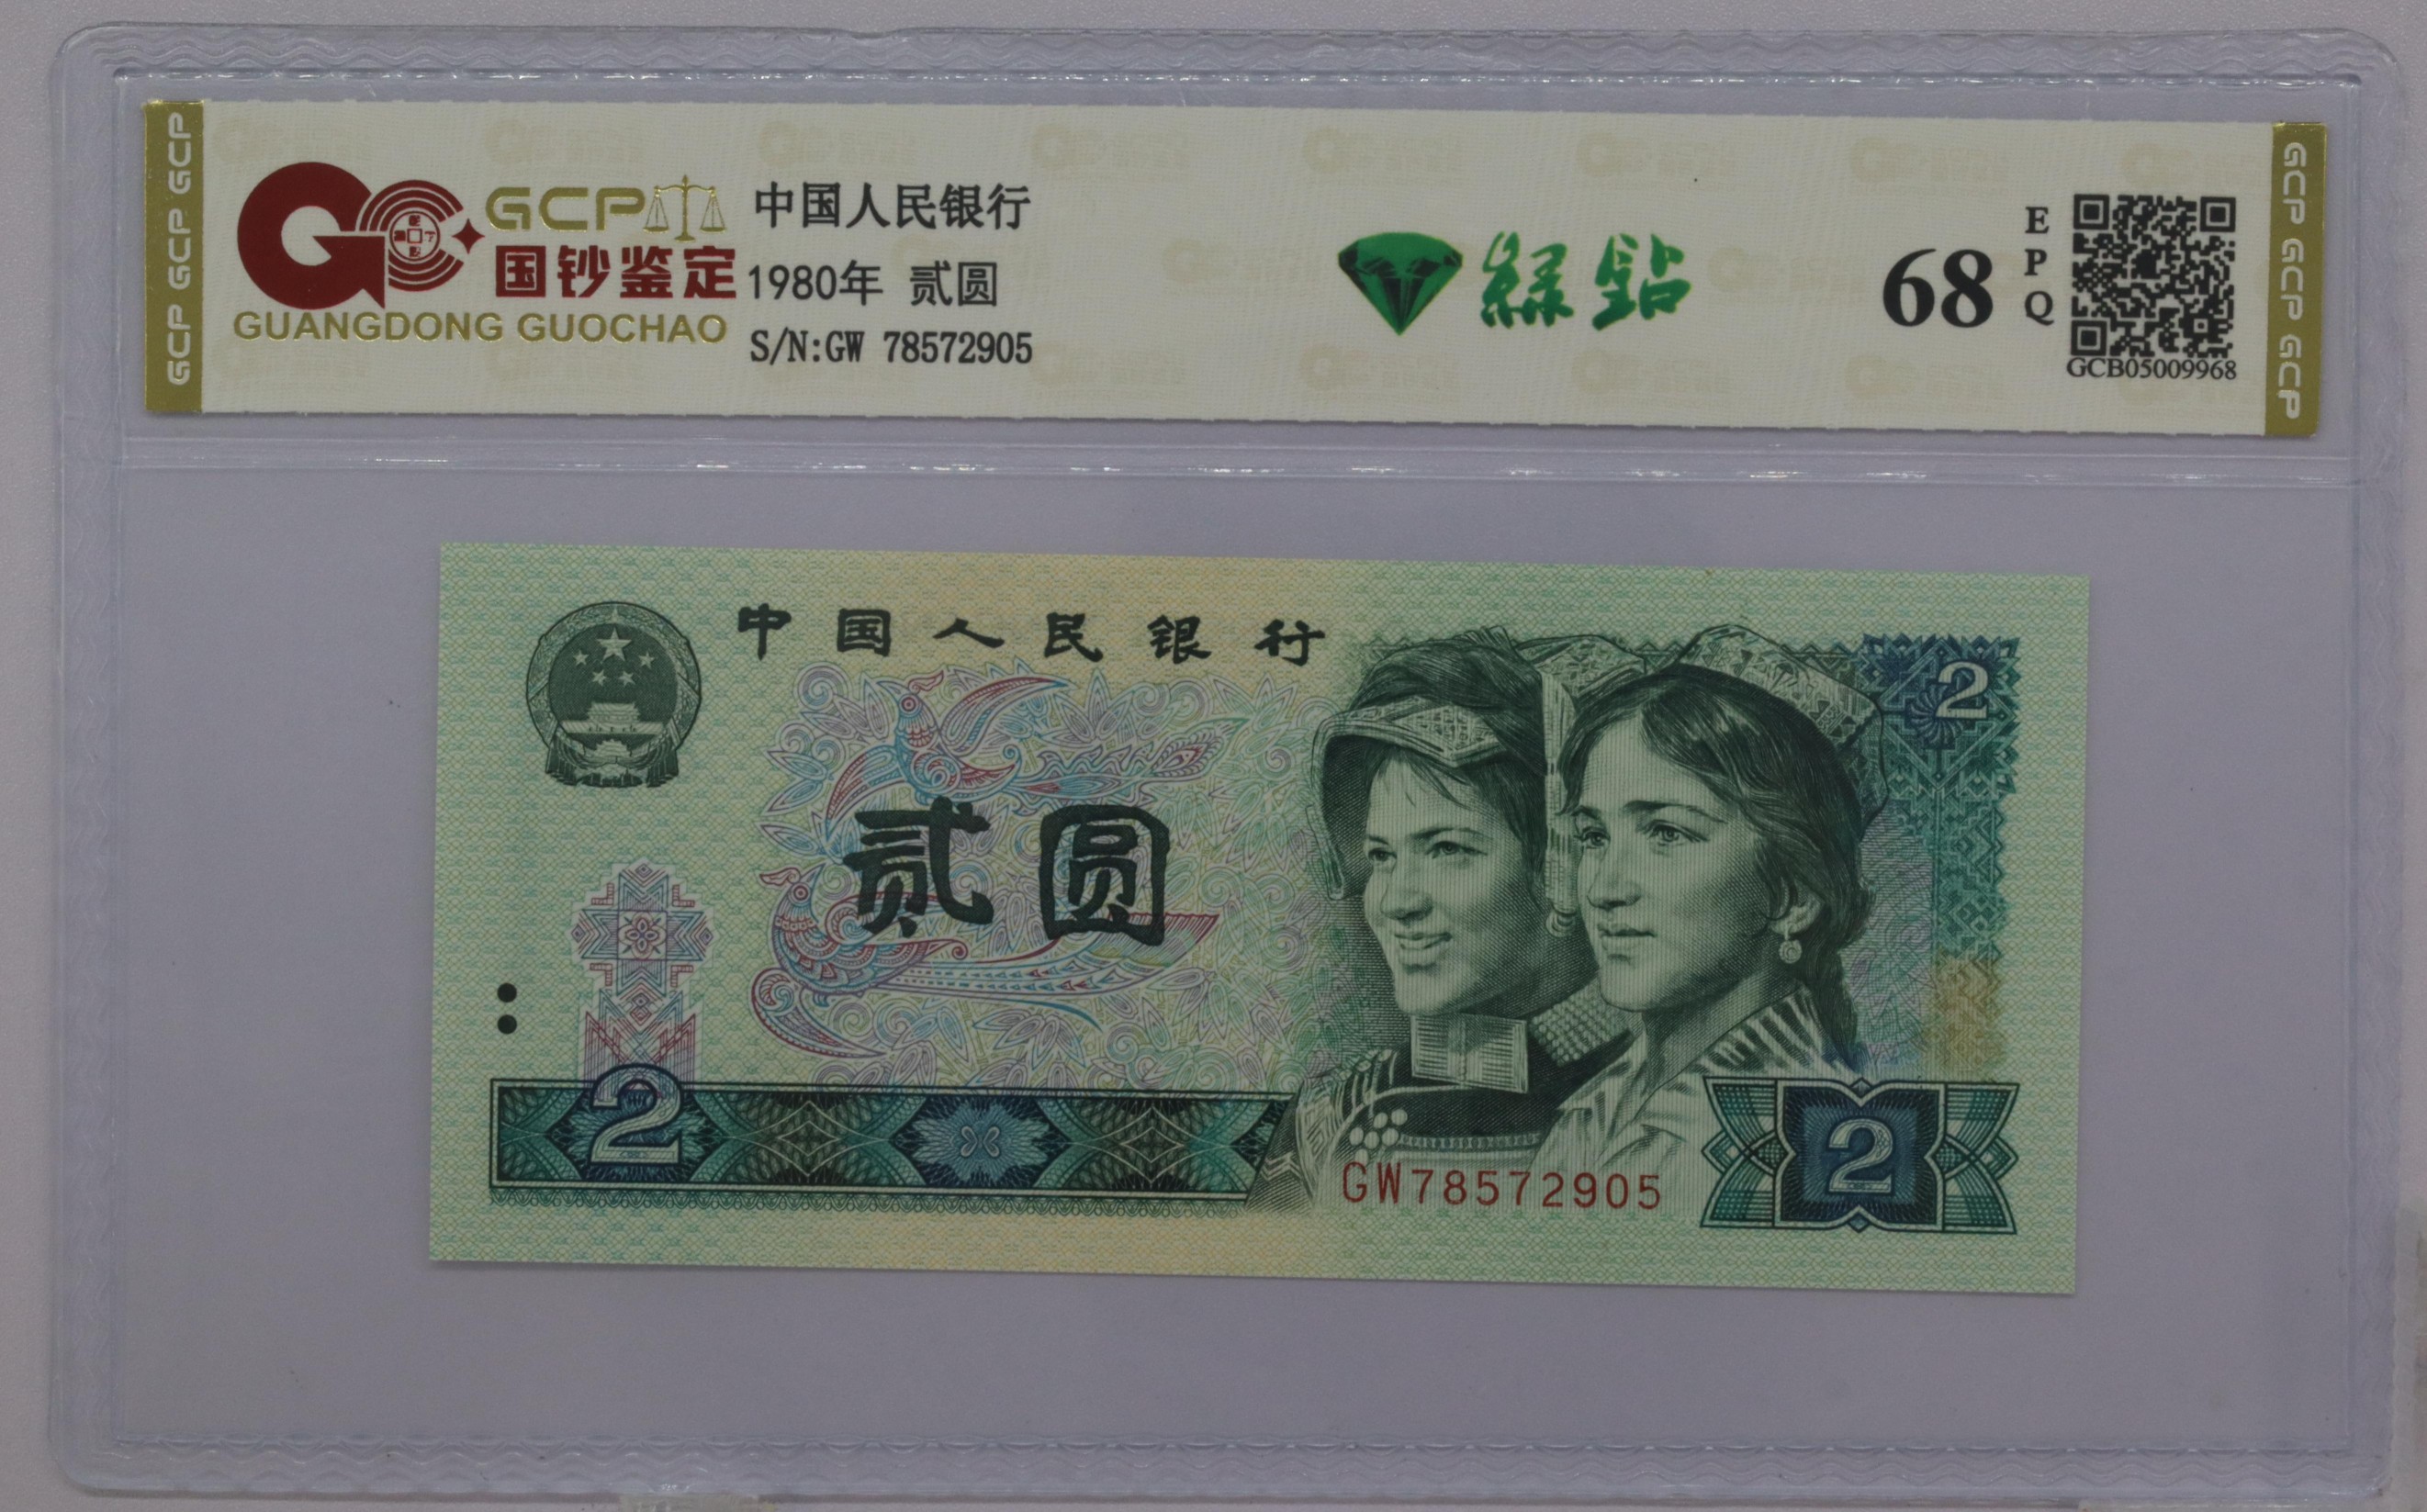 GCP GCP GCP
GCP
国钞鉴定
GUANGDONG GUOCHAO
中国人民银行
1980年 贰圆
S/N:GW 78572905
綠鉆
68
EPQ
GCB05009968
GCP GCP GCP
中国人民银行
2
贰圆
2
GW78572905
2